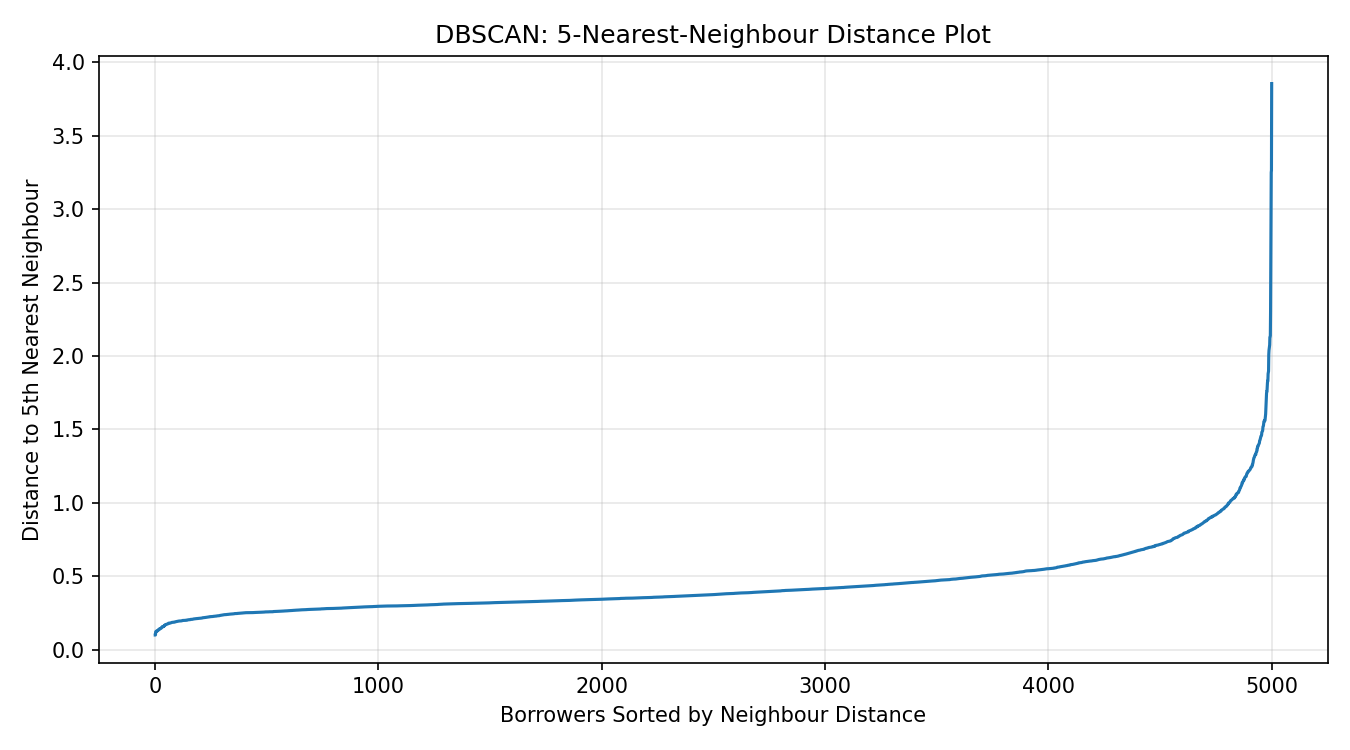 DBSCAN: 5-Nearest-Neighbour Distance Plot
4.0
3.5
3.0
2.5
2.0
1.5
1.0
0.5
0.0
Distance to 5th Nearest Neighbour
0 1000 2000 3000 4000 5000
Borrowers Sorted by Neighbour Distance